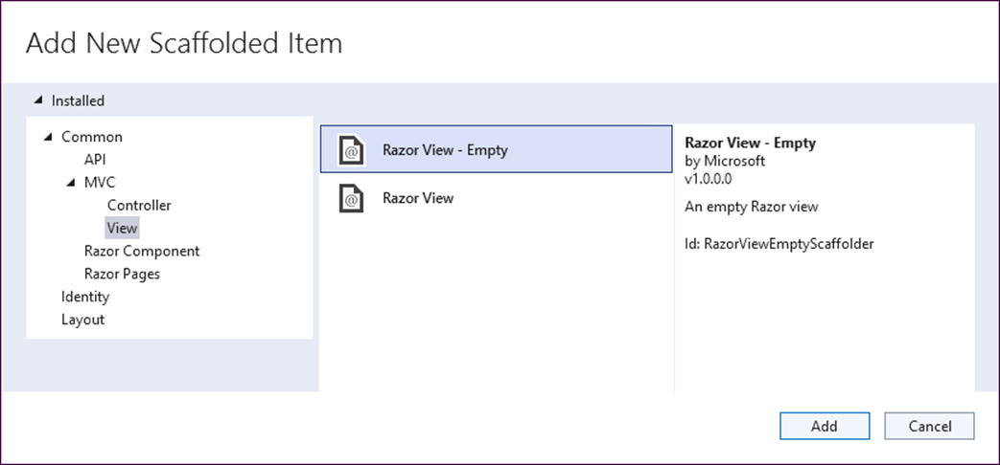 Add New Scaffolded Item
Installed
Common
API
MVC
Controller
View
Razor Component
Razor Pages
Identity
Layout
Razor View - Empty
Razor View
Razor View - Empty
by Microsoft
v1.0.0.0
An empty Razor view
Id: RazorViewEmptyScaffolder
Add
Cancel